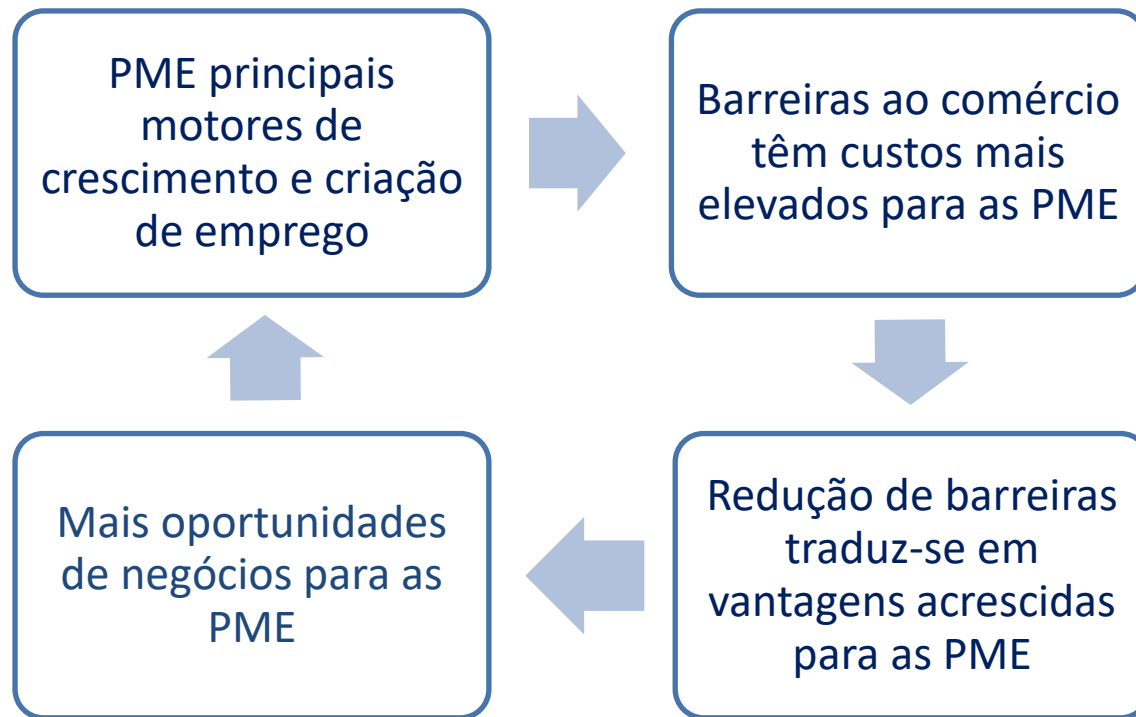 PME principais
motores de
crescimento e criação
de emprego
Barreiras ao comércio
têm custos mais
elevados para as PME
Redução de barreiras
traduz-se em
vantagens acrescidas
para as PME
Mais oportunidades
de negócios para as
PME